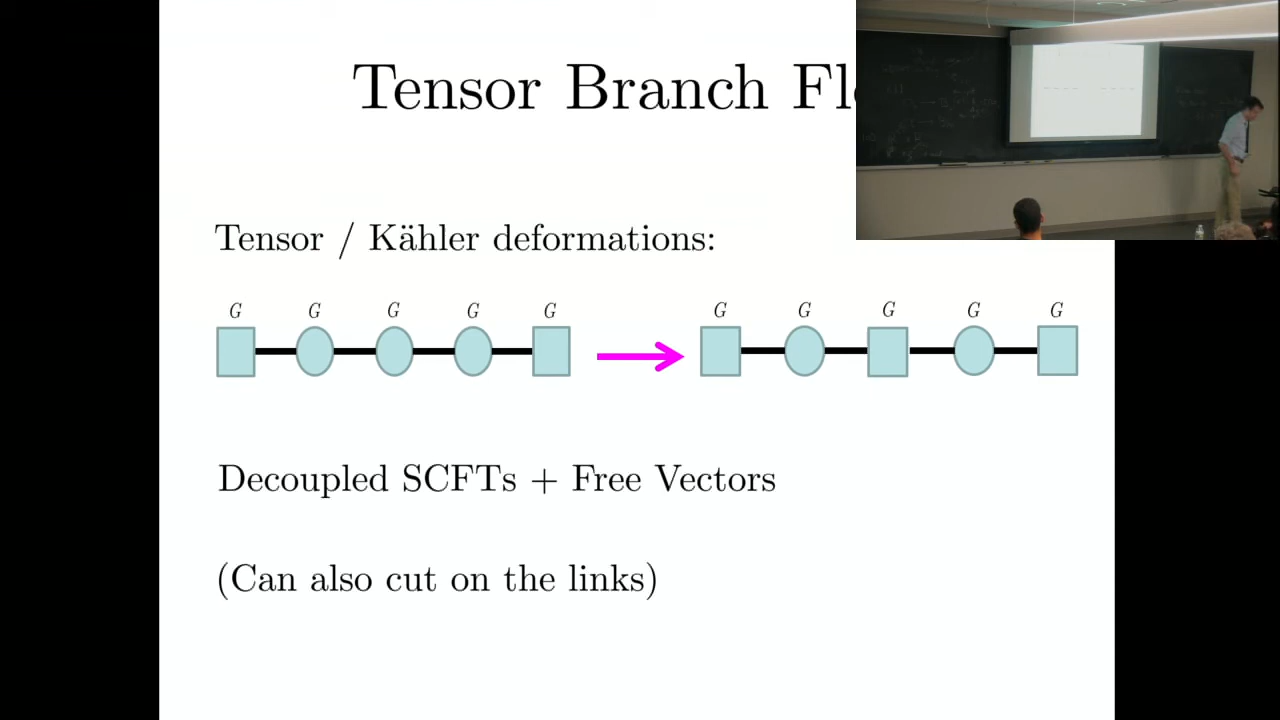 Tensor Branch Fl
Tensor / Kähler deformations:
G G G G G G G G G G
Decoupled SCFTs + Free Vectors
(Can also cut on the links)